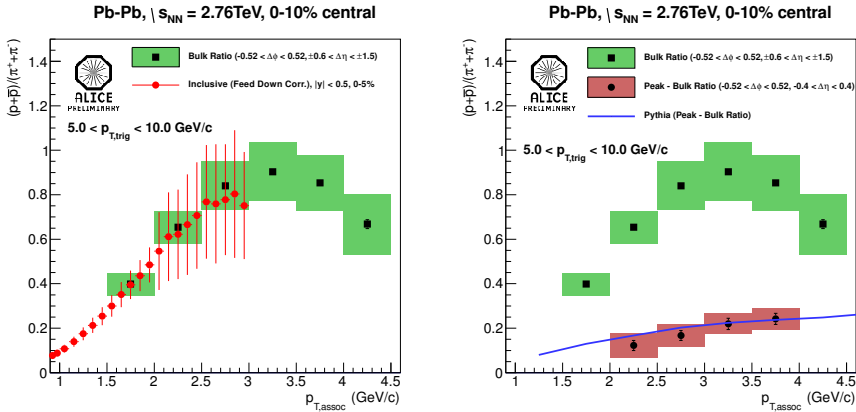 Pb-Pb, √s_NN = 2.76TeV, 0-10% central
(p+p̅)/(π⁺+π⁻)
1.4
1.2
1
0.8
0.6
0.4
0.2
0
ALICE
PRELIMINARY
Bulk Ratio (-0.52 < Δϕ < 0.52,±0.6 < Δη < ±1.5)
Inclusive (Feed Down Corr.), |y| < 0.5, 0-5%
5.0 < p_T,trig < 10.0 GeV/c
1 1.5 2 2.5 3 3.5 4 4.5
p_T,assoc (GeV/c)
Pb-Pb, √s_NN = 2.76TeV, 0-10% central
(p+p̅)/(π⁺+π⁻)
1.4
1.2
1
0.8
0.6
0.4
0.2
0
ALICE
PRELIMINARY
Bulk Ratio (-0.52 < Δϕ < 0.52,±0.6 < Δη < ±1.5)
Peak - Bulk Ratio (-0.52 < Δϕ < 0.52, -0.4 < Δη < 0.4)
Pythia (Peak - Bulk Ratio)
5.0 < p_T,trig < 10.0 GeV/c
1 1.5 2 2.5 3 3.5 4 4.5
p_T,assoc (GeV/c)